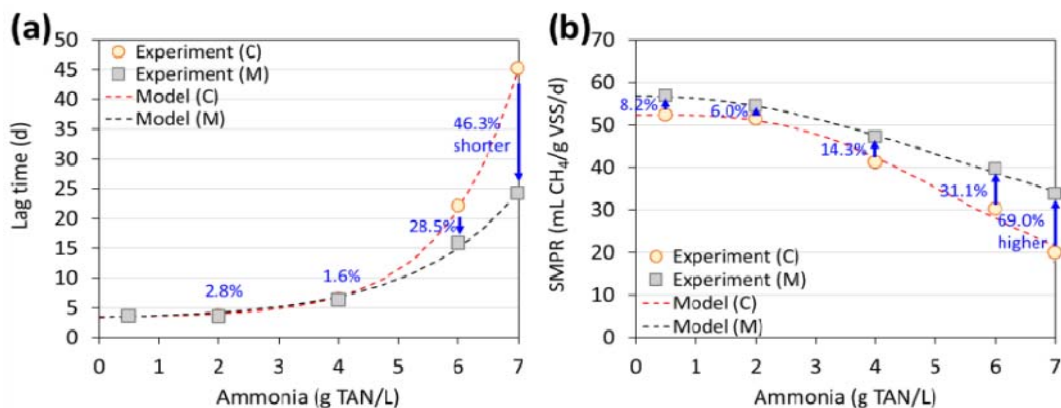 (a)
50
45
40
35
30
25
20
15
10
5
0
Lag time (d)
Experiment (C)
Experiment (M)
Model (C)
Model (M)
46.3%
shorter
28.5%
1.6%
2.8%
0 1 2 3 4 5 6 7
Ammonia (g TAN/L)
(b)
70
60
50
40
30
20
10
0
SMPR (mL CH₄/g VSS/d)
8.2%
6.0%
14.3%
31.1%
69.0%
higher
Experiment (C)
Experiment (M)
Model (C)
Model (M)
0 1 2 3 4 5 6 7
Ammonia (g TAN/L)